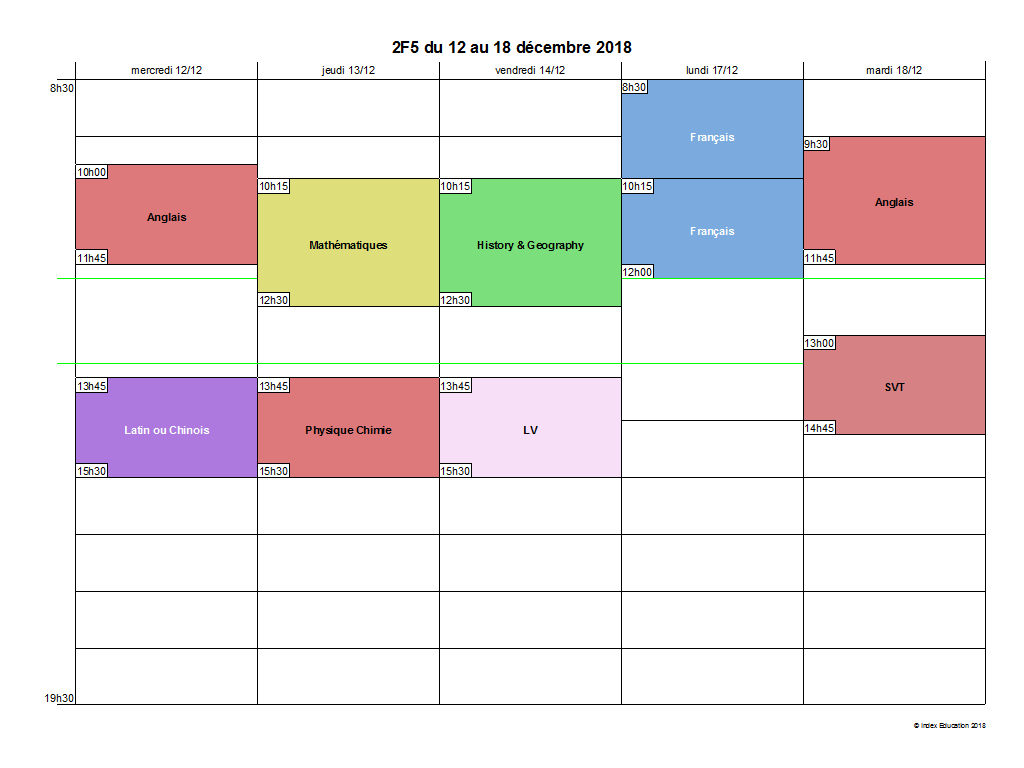 2F5 du 12 au 18 décembre 2018
mercredi 12/12 jeudi 13/12 vendredi 14/12 lundi 17/12 mardi 18/12
8h30
8h30
Français
9h30
10h00
Anglais
11h45
10h15
Mathématiques
12h30
10h15
History & Geography
12h30
10h15
Français
12h00
Anglais
11h45
13h00
SVT
14h45
13h45
Latin ou Chinois
15h30
13h45
Physique Chimie
15h30
13h45
LV
15h30
19h30
© Index Education 2018